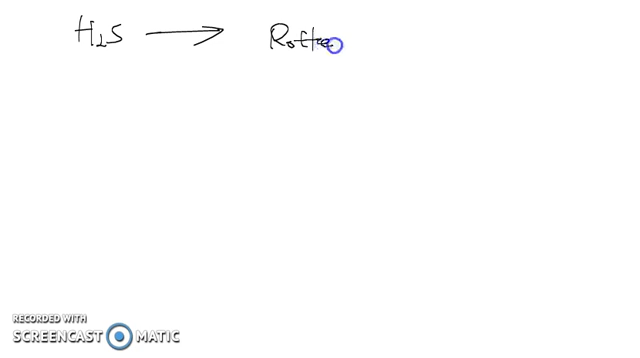 H₂S → Rotte
RECORDED WITH
SCREENCAST MATIC